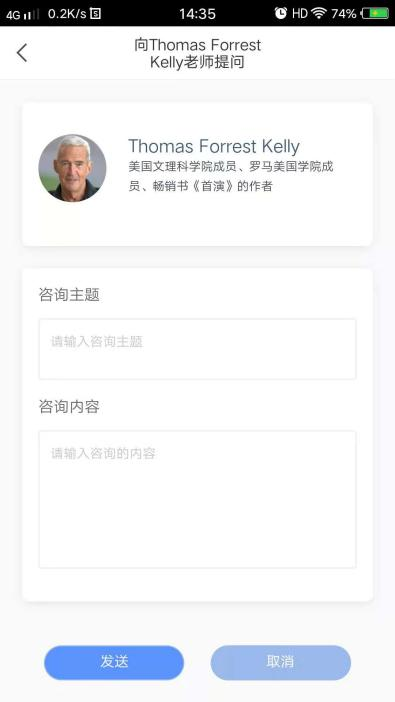 4G 0.2K/s S 14:35 HD 74%
向Thomas Forrest
Kelly老师提问
Thomas Forrest Kelly
美国文理科学院成员、罗马美国学院成
员、畅销书《首演》的作者
咨询主题
请输入咨询主题
咨询内容
请输入咨询的内容
发送 取消